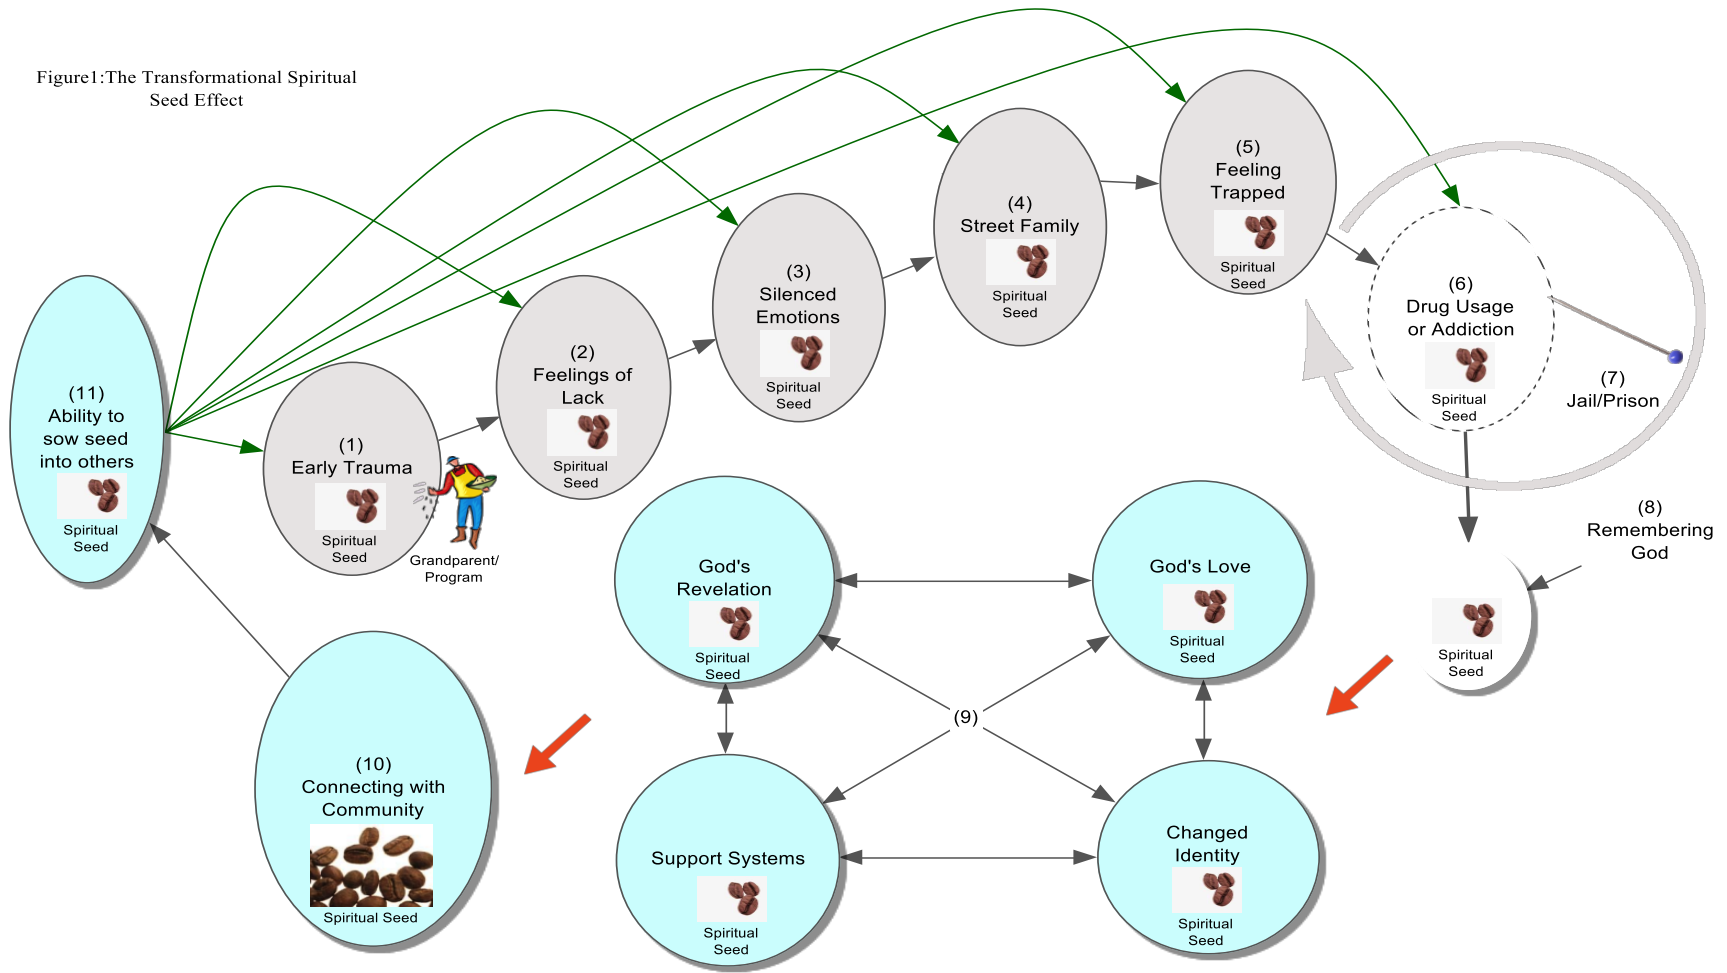 Figure1:The Transformational Spiritual
Seed Effect
(11)
Ability to
sow seed
into others
Spiritual
Seed
(1)
Early Trauma
Spiritual
Seed
Grandparent/
Program
(2)
Feelings of
Lack
Spiritual
Seed
(3)
Silenced
Emotions
Spiritual
Seed
(4)
Street Family
Spiritual
Seed
(5)
Feeling
Trapped
Spiritual
Seed
(6)
Drug Usage
or Addiction
Spiritual
Seed
(7)
Jail/Prison
(8)
Remembering
God
Spiritual
Seed
God's
Revelation
Spiritual
Seed
God's Love
Spiritual
Seed
(9)
Support Systems
Spiritual
Seed
Changed
Identity
Spiritual
Seed
(10)
Connecting with
Community
Spiritual Seed